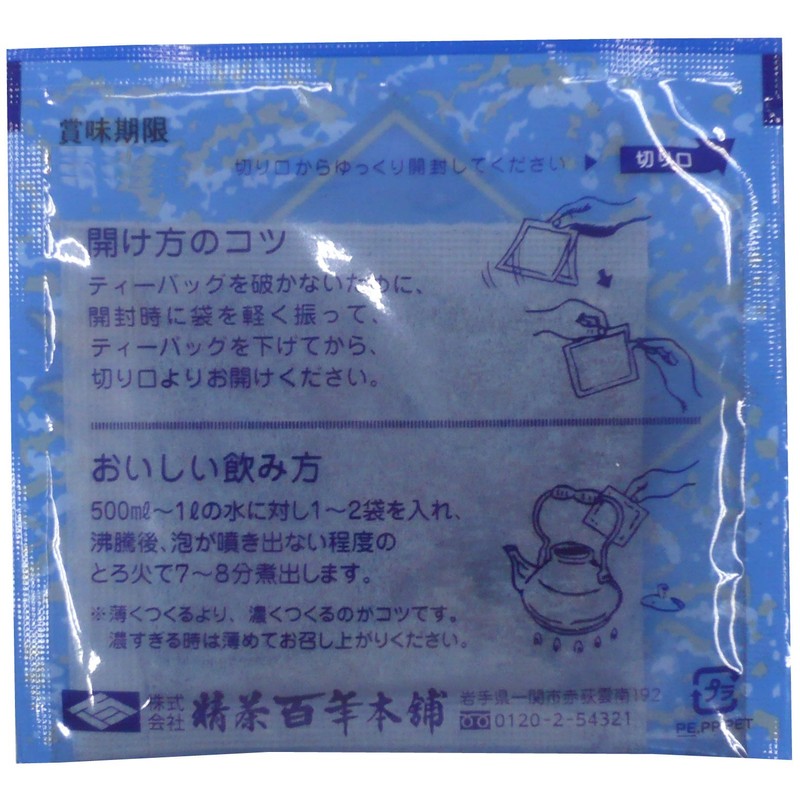 賞味期限
切り口からゆっくり開封してください ▶ 切り口
開け方のコツ
ティーバッグを破かないために、
開封時に袋を軽く振って、
ティーバッグを下げてから、
切り口よりお開けください。
おいしい飲み方
500mℓ〜1ℓの水に対し1〜2袋を入れ、
沸騰後、泡が噴き出ない程度の
とろ火で7〜8分煮出します。
※薄くつくるより、濃くつくるのがコツです。
濃すぎる時は薄めてお召し上がりください。
株式会社 精茶百年本舗
岩手県一関市赤荻雲南192
0120-2-54321
プラ
PE,PP,PET